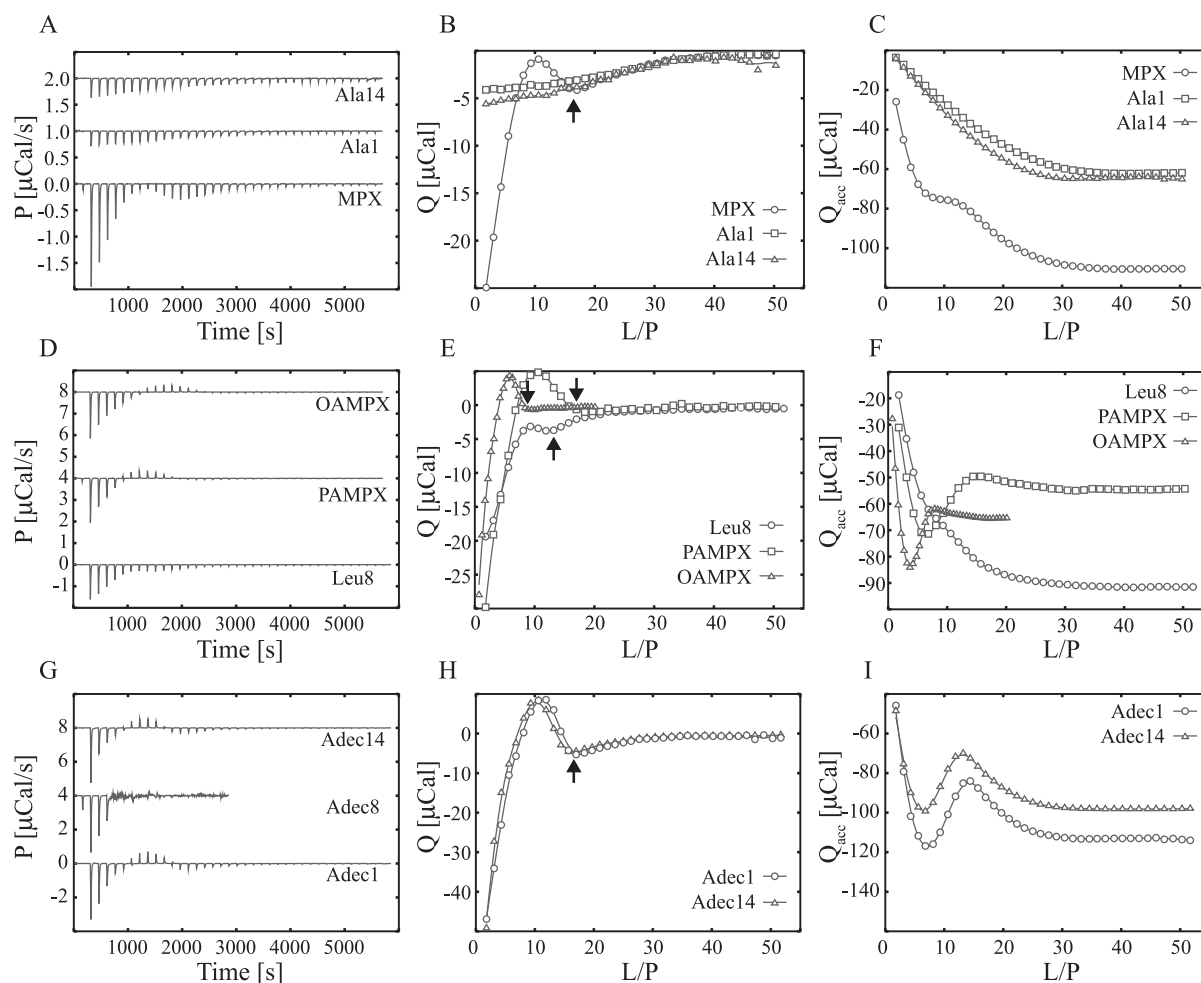 A
P [µCal/s]
2.0
1.5
1.0
0.5
0.0
-0.5
-1.0
-1.5
Ala14
Ala1
MPX
1000 2000 3000 4000 5000
Time [s]
B
Q [µCal]
-5
-10
-15
-20
MPX
Ala1
Ala14
0 10 20 30 40 50
L/P
C
Qacc [µCal]
-20
-40
-60
-80
-100
MPX
Ala1
Ala14
0 10 20 30 40 50
L/P
D
P [µCal/s]
8
7
6
4
3
2
0
-1
OAMPX
PAMPX
Leu8
1000 2000 3000 4000 5000
Time [s]
E
Q [µCal]
0
-5
-10
-15
-20
-25
Leu8
PAMPX
OAMPX
0 10 20 30 40 50
L/P
F
Qacc [µCal]
-20
-30
-40
-50
-60
-70
-80
-90
Leu8
PAMPX
OAMPX
0 10 20 30 40 50
L/P
G
P [µCal/s]
8
6
4
2
0
-2
Adec14
Adec8
Adec1
1000 2000 3000 4000 5000
Time [s]
H
Q [µCal]
0
-10
-20
-30
-40
Adec1
Adec14
0 10 20 30 40 50
L/P
I
Qacc [µCal]
-60
-80
-100
-120
-140
Adec1
Adec14
0 10 20 30 40 50
L/P